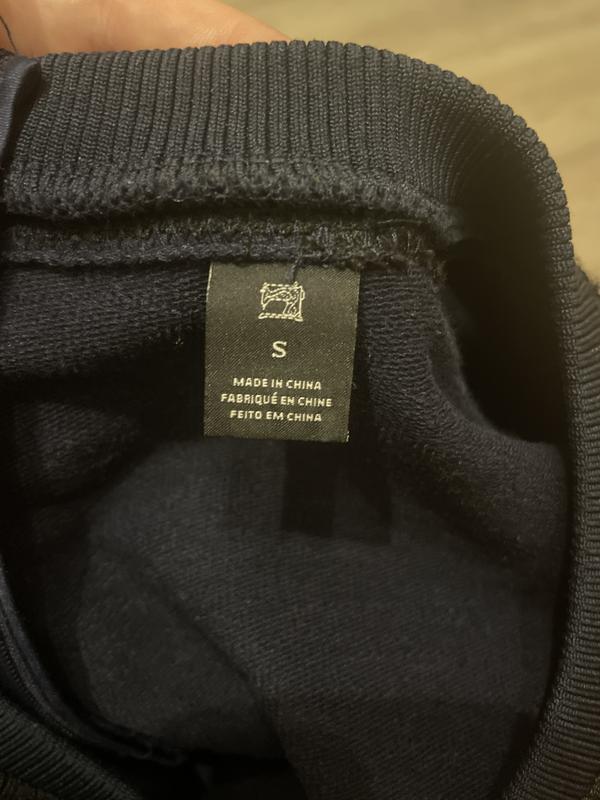 S
MADE IN CHINA
FABRIQUÉ EN CHINE
FEITO EM CHINA